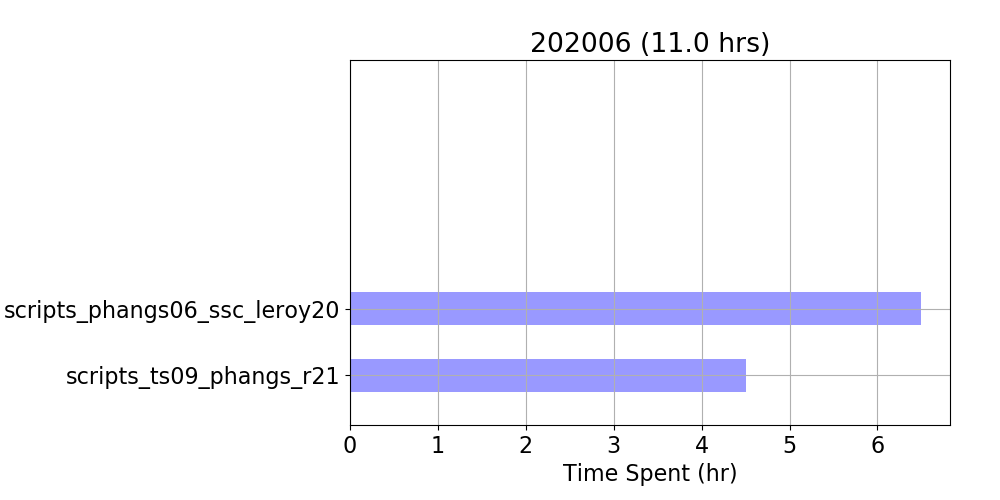 202006 (11.0 hrs)
scripts_phangs06_ssc_leroy20
scripts_ts09_phangs_r21
0 1 2 3 4 5 6
Time Spent (hr)